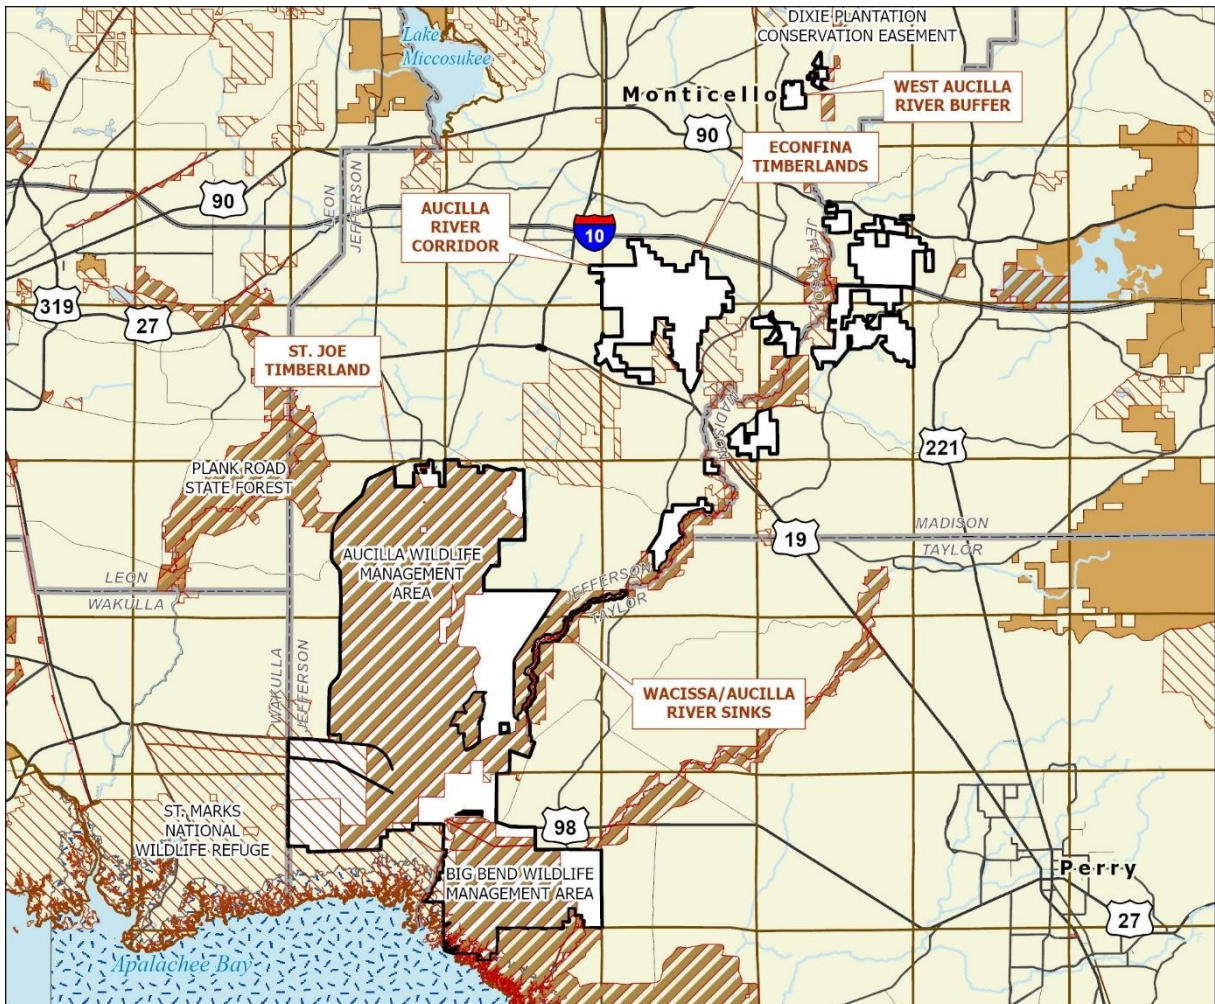 DIXIE PLANTATION
CONSERVATION EASEMENT
Lake
Miccosukee
Monticello
WEST AUCILLA
RIVER BUFFER
90
ECONFINA
TIMBERLANDS
90
LEON
JEFFERSON
AUCILLA
RIVER
CORRIDOR
10
JEFFERSON
319
27
ST. JOE
TIMBERLAND
MADISON
221
PLANK ROAD
STATE FOREST
19
MADISON
TAYLOR
AUCILLA WILDLIFE
MANAGEMENT
AREA
LEON
WAKULLA
JEFFERSON
TAYLOR
WAKULLA
JEFFERSON
WACISSA/AUCILLA
RIVER SINKS
ST. MARKS
NATIONAL
WILDLIFE REFUGE
98
BIG BEND WILDLIFE
MANAGEMENT AREA
Perry
27
Apalachee Bay